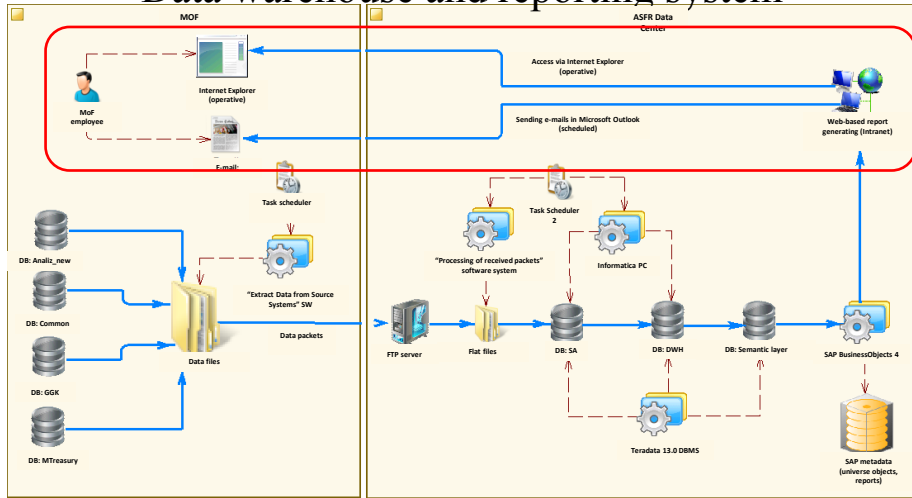 Data warehouse and reporting system
MOF
ASFR Data
Center
Access via Internet Explorer
(operative)
Internet Explorer
(operative)
MoF
employee
Sending e-mails in Microsoft Outlook
(scheduled)
Web-based report
generating (Intranet)
E-mail:
Task scheduler
Task Scheduler
2
DB: Analiz_new
"Processing of received packets"
software system
Informatica PC
"Extract Data from Source
Systems" SW
DB: Common
Data packets
Data files
FTP server
Flat files
DB: SA
DB: DWH
DB: Semantic layer
SAP BusinessObjects 4
DB: GGK
DB: MTreasury
Teradata 13.0 DBMS
SAP metadata
(universe objects,
reports)